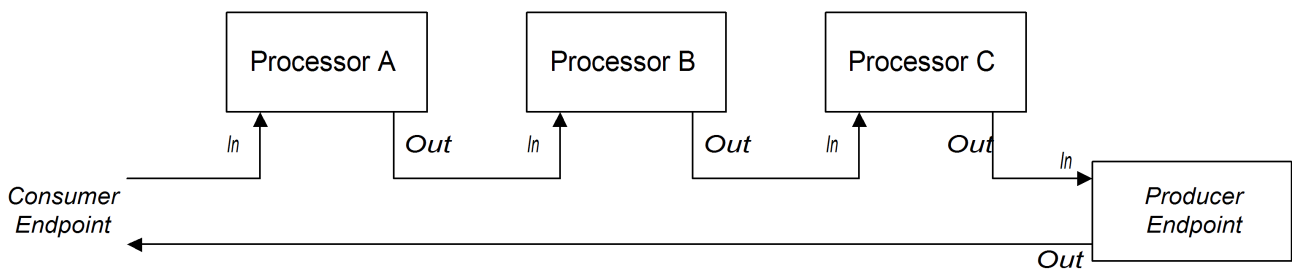 Processor A
Processor B
Processor C
In
Out
In
Out
In
Out
In
Consumer
Endpoint
Producer
Endpoint
Out